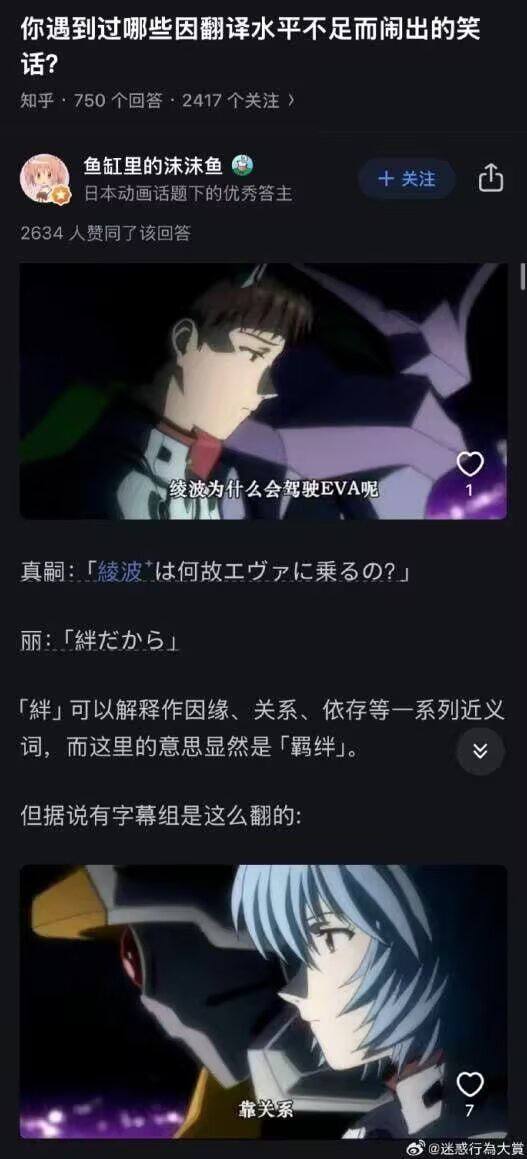 你遇到过哪些因翻译水平不足而闹出的笑
话?
知乎 · 750 个回答 · 2417 个关注 〉
鱼缸里的沫沫鱼
日本动画话题下的优秀答主
+ 关注
2634 人赞同了该回答
绫波为什么会驾驶EVA呢
1
真嗣:「綾波+は何故エヴァに乗るの?」
丽:「絆だから」
「絆」可以解释作因缘、关系、依存等一系列近义
词，而这里的意思显然是「羁绊」。
但据说有字幕组是这么翻的:
靠关系
7
@迷惑行為大赏